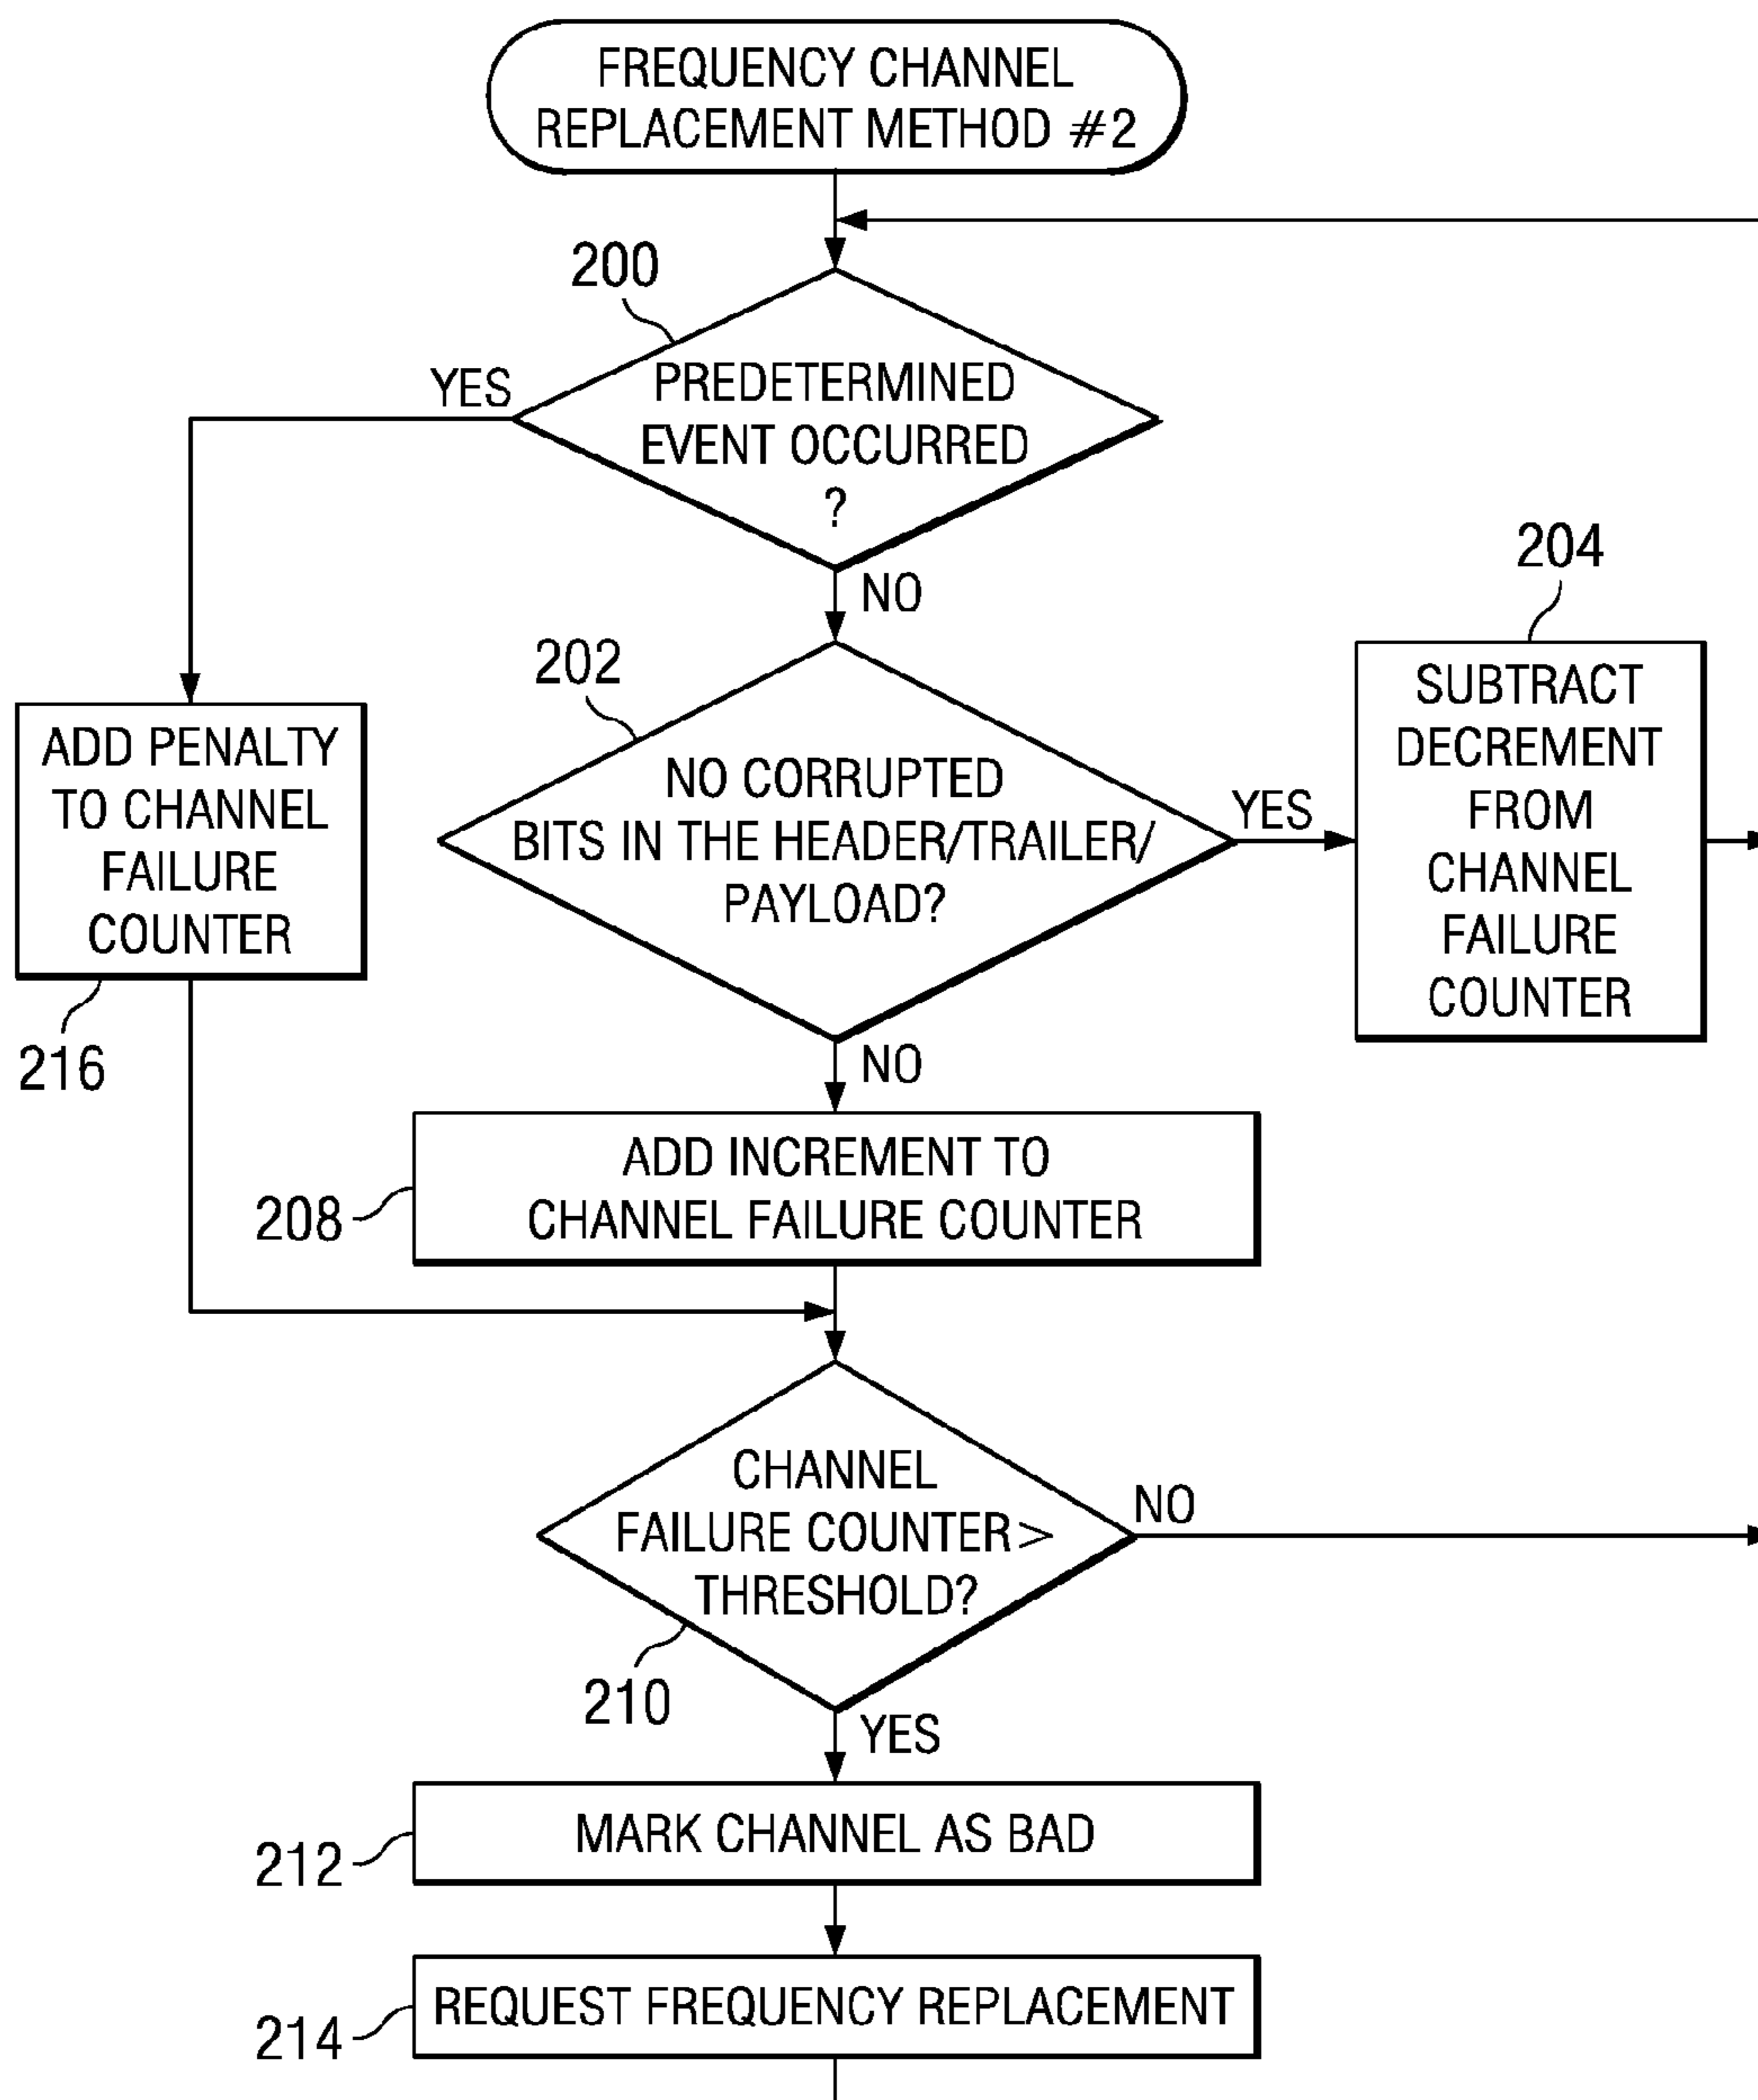 FREQUENCY CHANNEL
REPLACEMENT METHOD #2
200
YES
PREDETERMINED
EVENT OCCURRED
?
NO
204
202
SUBTRACT
DECREMENT
FROM
CHANNEL
FAILURE
COUNTER
ADD PENALTY
TO CHANNEL
FAILURE
COUNTER
216
NO CORRUPTED
BITS IN THE HEADER/TRAILER/
PAYLOAD?
YES
NO
208
ADD INCREMENT TO
CHANNEL FAILURE COUNTER
CHANNEL
FAILURE COUNTER >
THRESHOLD?
NO
210
YES
212
MARK CHANNEL AS BAD
214
REQUEST FREQUENCY REPLACEMENT